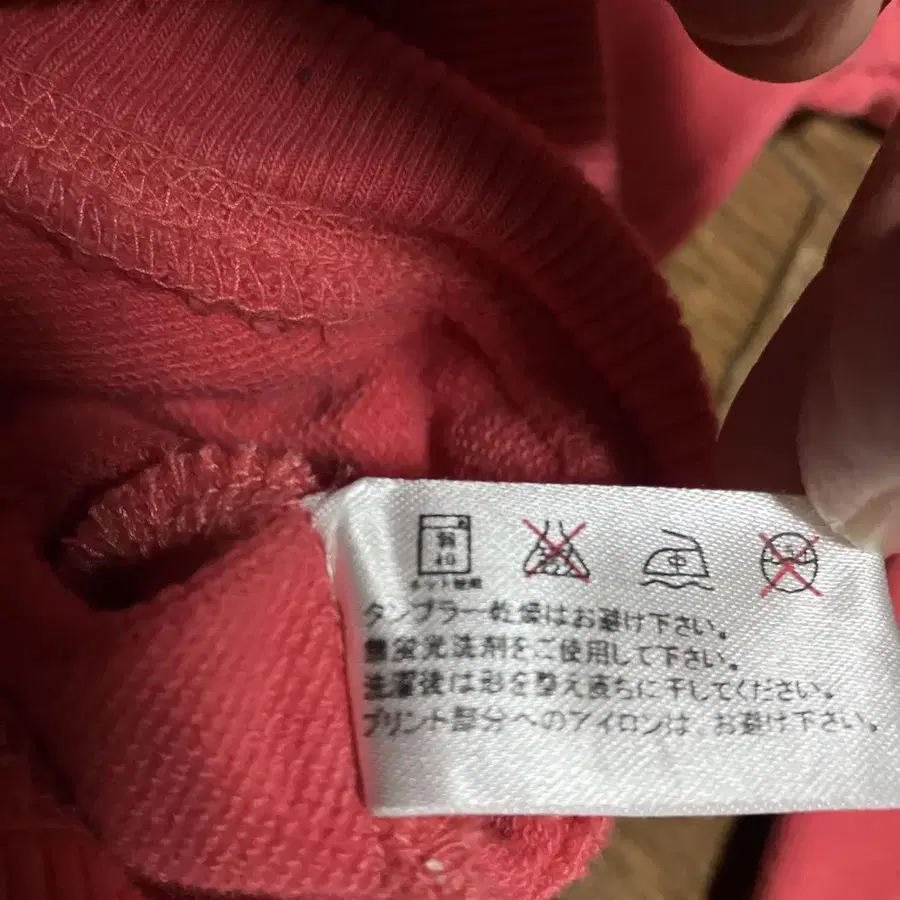 弱 40 中
ネット使用
タンブラー乾燥はお避け下さい。
無蛍光洗剤をご使用して下さい。
洗濯後は形を整え直ちに干してください。
プリント部分へのアイロンは、お避け下さい。